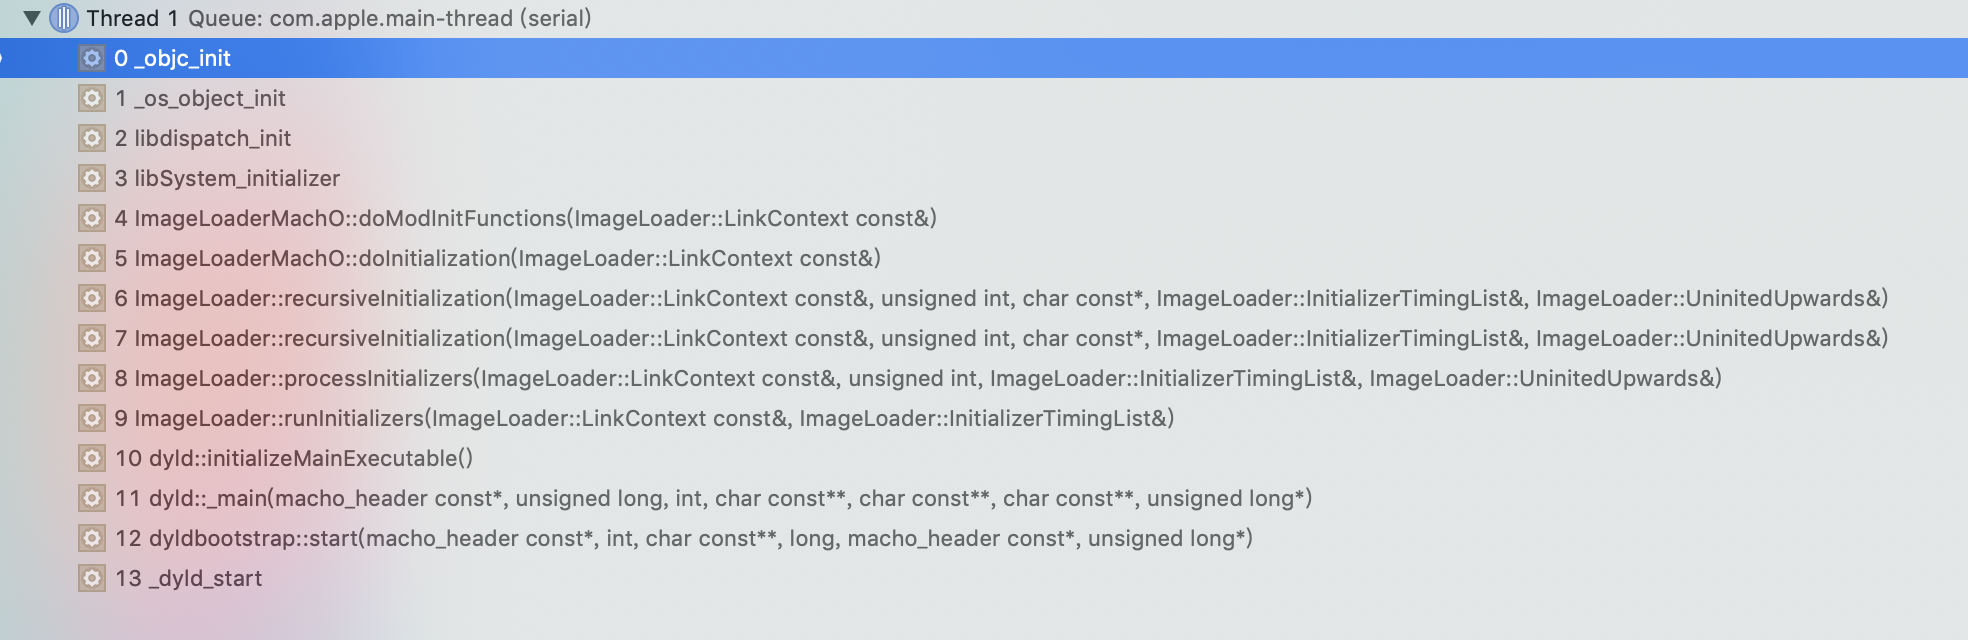 Thread 1 Queue: com.apple.main-thread (serial)
0 _objc_init
1 _os_object_init
2 libdispatch_init
3 libSystem_initializer
4 ImageLoaderMachO::doModInitFunctions(ImageLoader::LinkContext const&)
5 ImageLoaderMachO::doInitialization(ImageLoader::LinkContext const&)
6 ImageLoader::recursiveInitialization(ImageLoader::LinkContext const&, unsigned int, char const*, ImageLoader::InitializerTimingList&, ImageLoader::UninitedUpwards&)
7 ImageLoader::recursiveInitialization(ImageLoader::LinkContext const&, unsigned int, char const*, ImageLoader::InitializerTimingList&, ImageLoader::UninitedUpwards&)
8 ImageLoader::processInitializers(ImageLoader::LinkContext const&, unsigned int, ImageLoader::InitializerTimingList&, ImageLoader::UninitedUpwards&)
9 ImageLoader::runInitializers(ImageLoader::LinkContext const&, ImageLoader::InitializerTimingList&)
10 dyld::initializeMainExecutable()
11 dyld::_main(macho_header const*, unsigned long, int, char const**, char const**, char const**, unsigned long*)
12 dyldbootstrap::start(macho_header const*, int, char const**, long, macho_header const*, unsigned long*)
13 _dyld_start